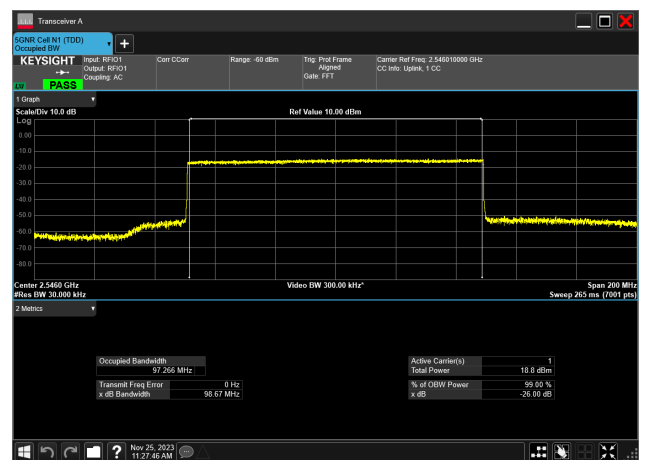 Transceiver A
5GNR Cell N1 (TDD)
Occupied BW
KEYSIGHT
LV
PASS
Input: RFIO1
Output: RFIO1
Coupling: AC
Corr CCorr
Range: -60 dBm
Trig: Prot Frame
Aligned
Gate: FFT
Carrier Ref Freq: 2.546010000 GHz
CC Info: Uplink, 1 CC
1 Graph
Scale/Div 10.0 dB
Ref Value 10.00 dBm
Log
0.00
-10.0
-20.0
-30.0
-40.0
-50.0
-60.0
-70.0
-80.0
Center 2.5460 GHz
Video BW 300.00 kHz*
Span 200 MHz
#Res BW 30.000 kHz
Sweep 265 ms (7001 pts)
2 Metrics
Occupied Bandwidth
97.266 MHz
Active Carrier(s) 1
Total Power 18.8 dBm
Transmit Freq Error 0 Hz
x dB Bandwidth 98.67 MHz
% of OBW Power 99.00 %
x dB -26.00 dB
Nov 25, 2023
11:27:46 AM